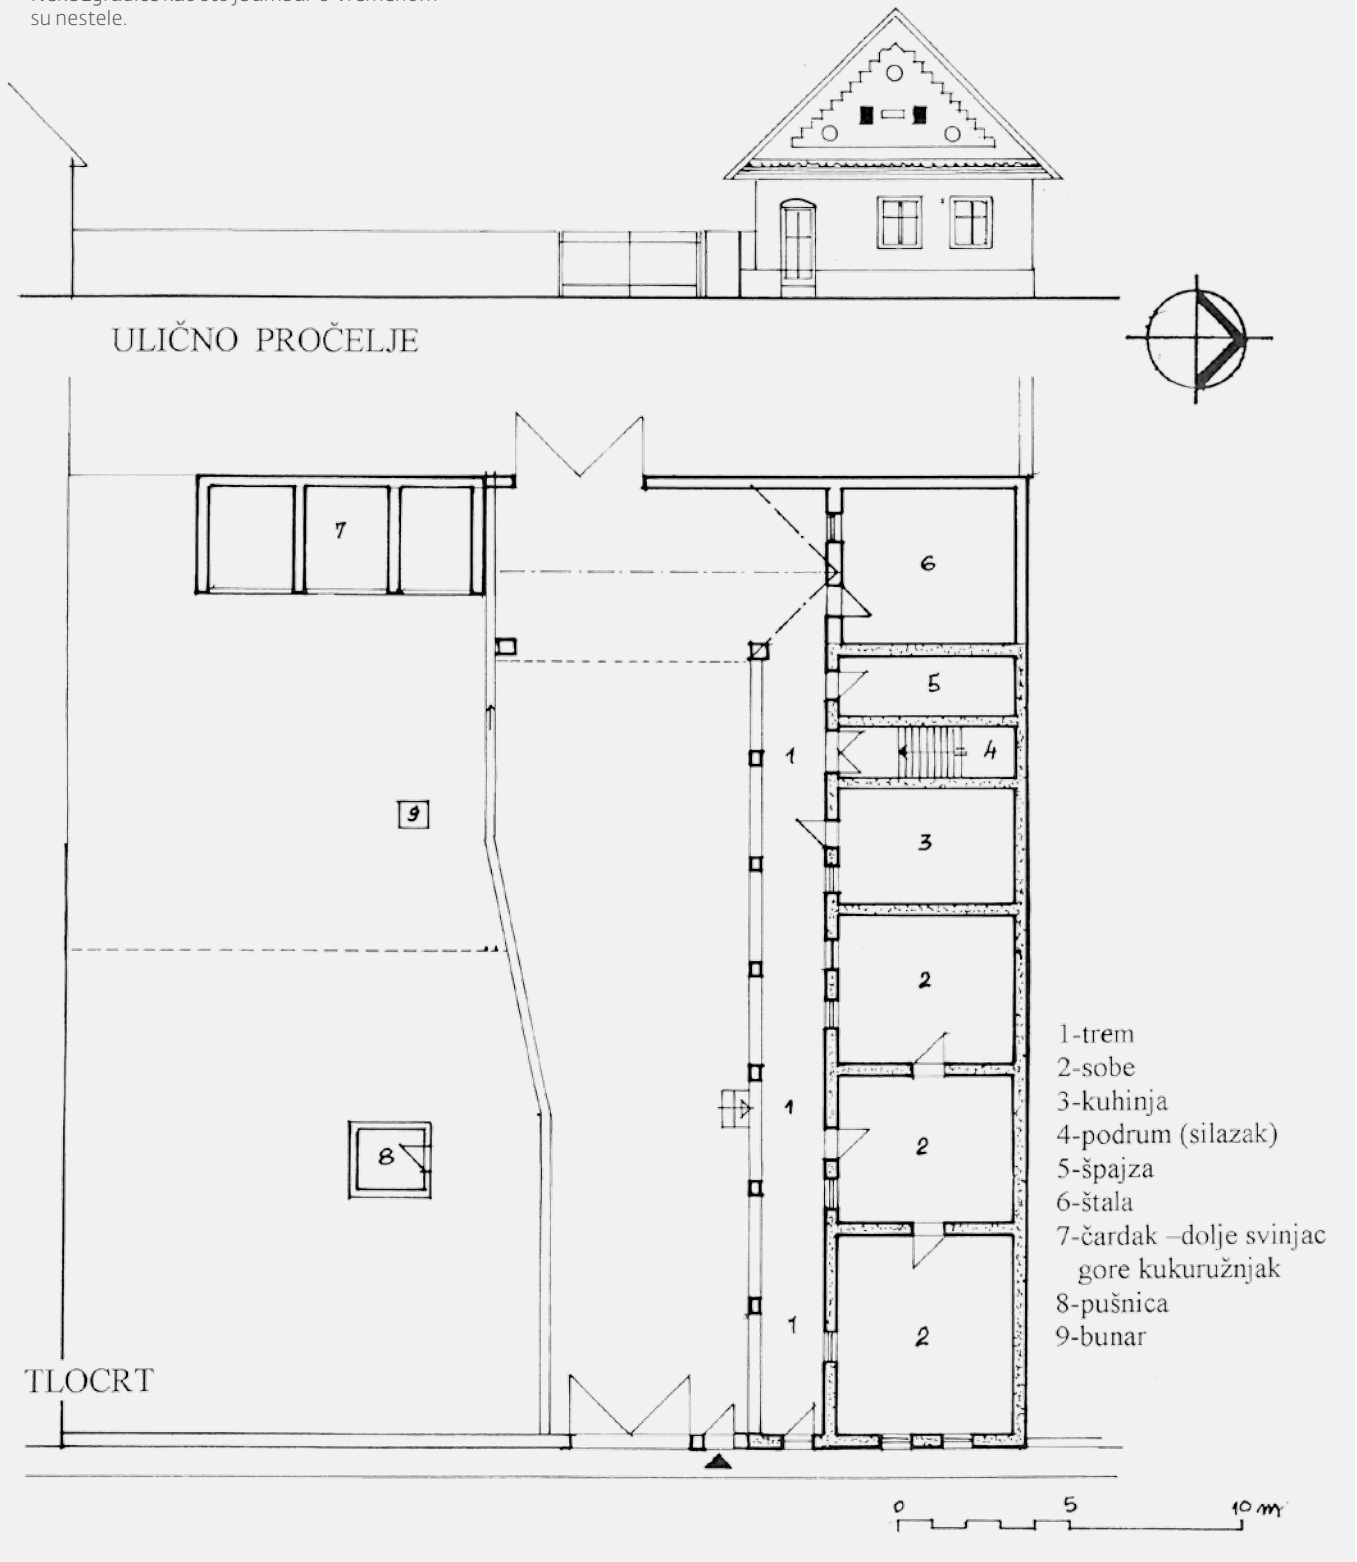 su nestele.
ULIČNO PROČELJE
7
6
5
1
4
9
3
2
1
8
2
1
2
1-trem
2-sobe
3-kuhinja
4-podrum (silazak)
5-špajza
6-štala
7-čardak –dolje svinjac
gore kukuružnjak
8-pušnica
9-bunar
TLOCRT
0 5 10 m